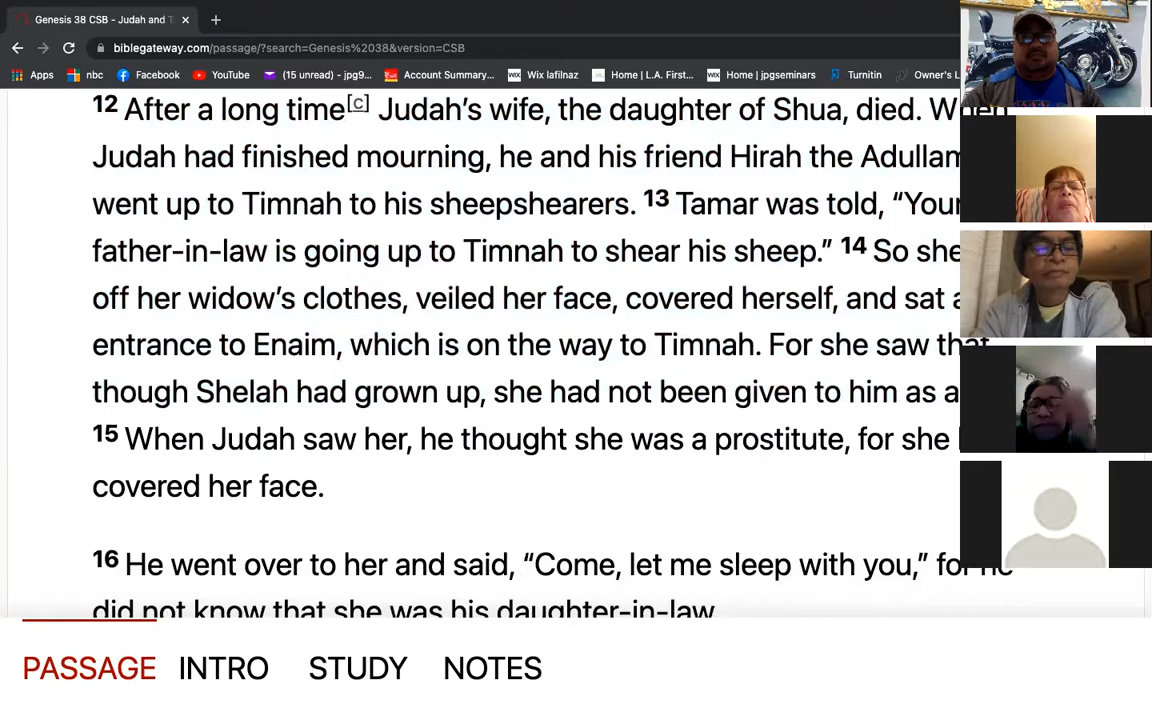 Genesis 38 CSB - Judah and T
biblegateway.com/passage/?search=Genesis%2038&version=CSB
Apps nbc Facebook YouTube (15 unread) - jpg9... Account Summary... Wix lafilnaz Home | L.A. First... Home | jpgseminars Turnitin Owner's L
12 After a long time[c] Judah’s wife, the daughter of Shua, died. When
Judah had finished mourning, he and his friend Hirah the Adullam
went up to Timnah to his sheepshearers. 13 Tamar was told, “Your
father-in-law is going up to Timnah to shear his sheep.” 14 So she
off her widow’s clothes, veiled her face, covered herself, and sat a
entrance to Enaim, which is on the way to Timnah. For she saw that,
though Shelah had grown up, she had not been given to him as a
15 When Judah saw her, he thought she was a prostitute, for she
covered her face.
16 He went over to her and said, “Come, let me sleep with you,” for he
did not know that she was his daughter-in-law.
PASSAGE INTRO STUDY NOTES